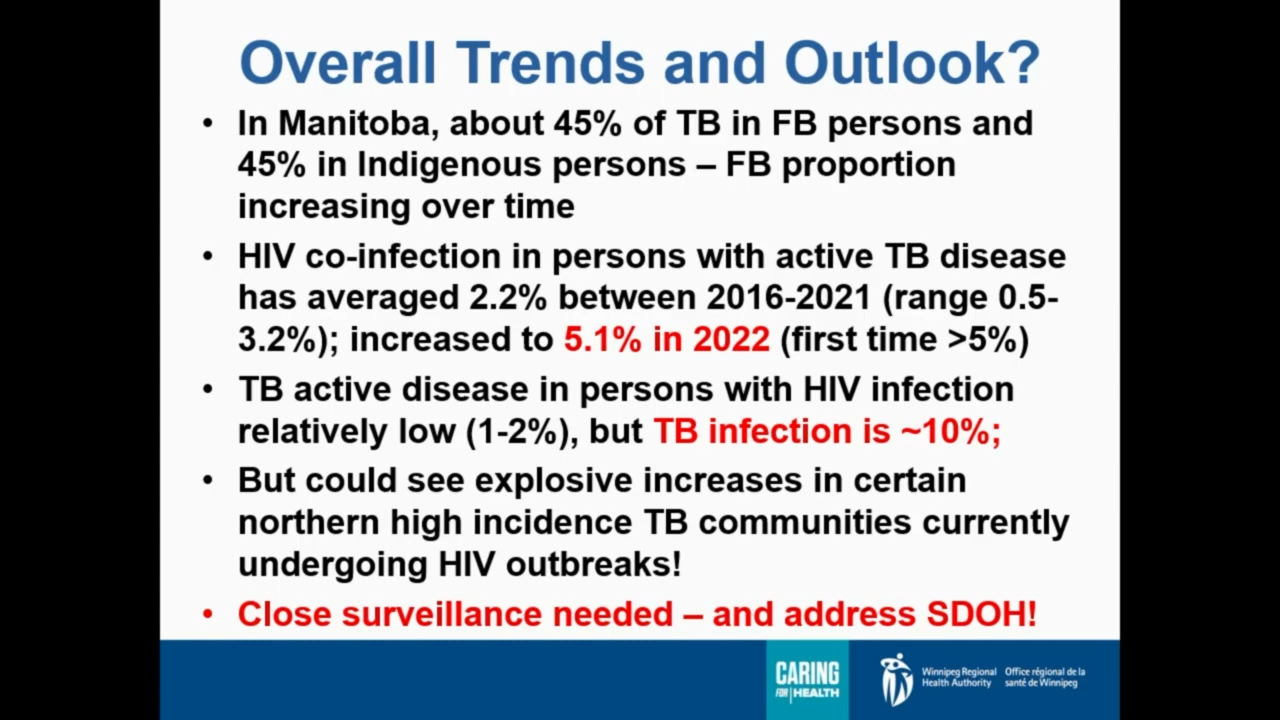 Overall Trends and Outlook?
• In Manitoba, about 45% of TB in FB persons and
45% in Indigenous persons – FB proportion
increasing over time
• HIV co-infection in persons with active TB disease
has averaged 2.2% between 2016-2021 (range 0.5-
3.2%); increased to 5.1% in 2022 (first time >5%)
• TB active disease in persons with HIV infection
relatively low (1-2%), but TB infection is ~10%;
• But could see explosive increases in certain
northern high incidence TB communities currently
undergoing HIV outbreaks!
• Close surveillance needed – and address SDOH!
CARING
FOR HEALTH
Winnipeg Regional
Health Authority
Office régional de la
santé de Winnipeg